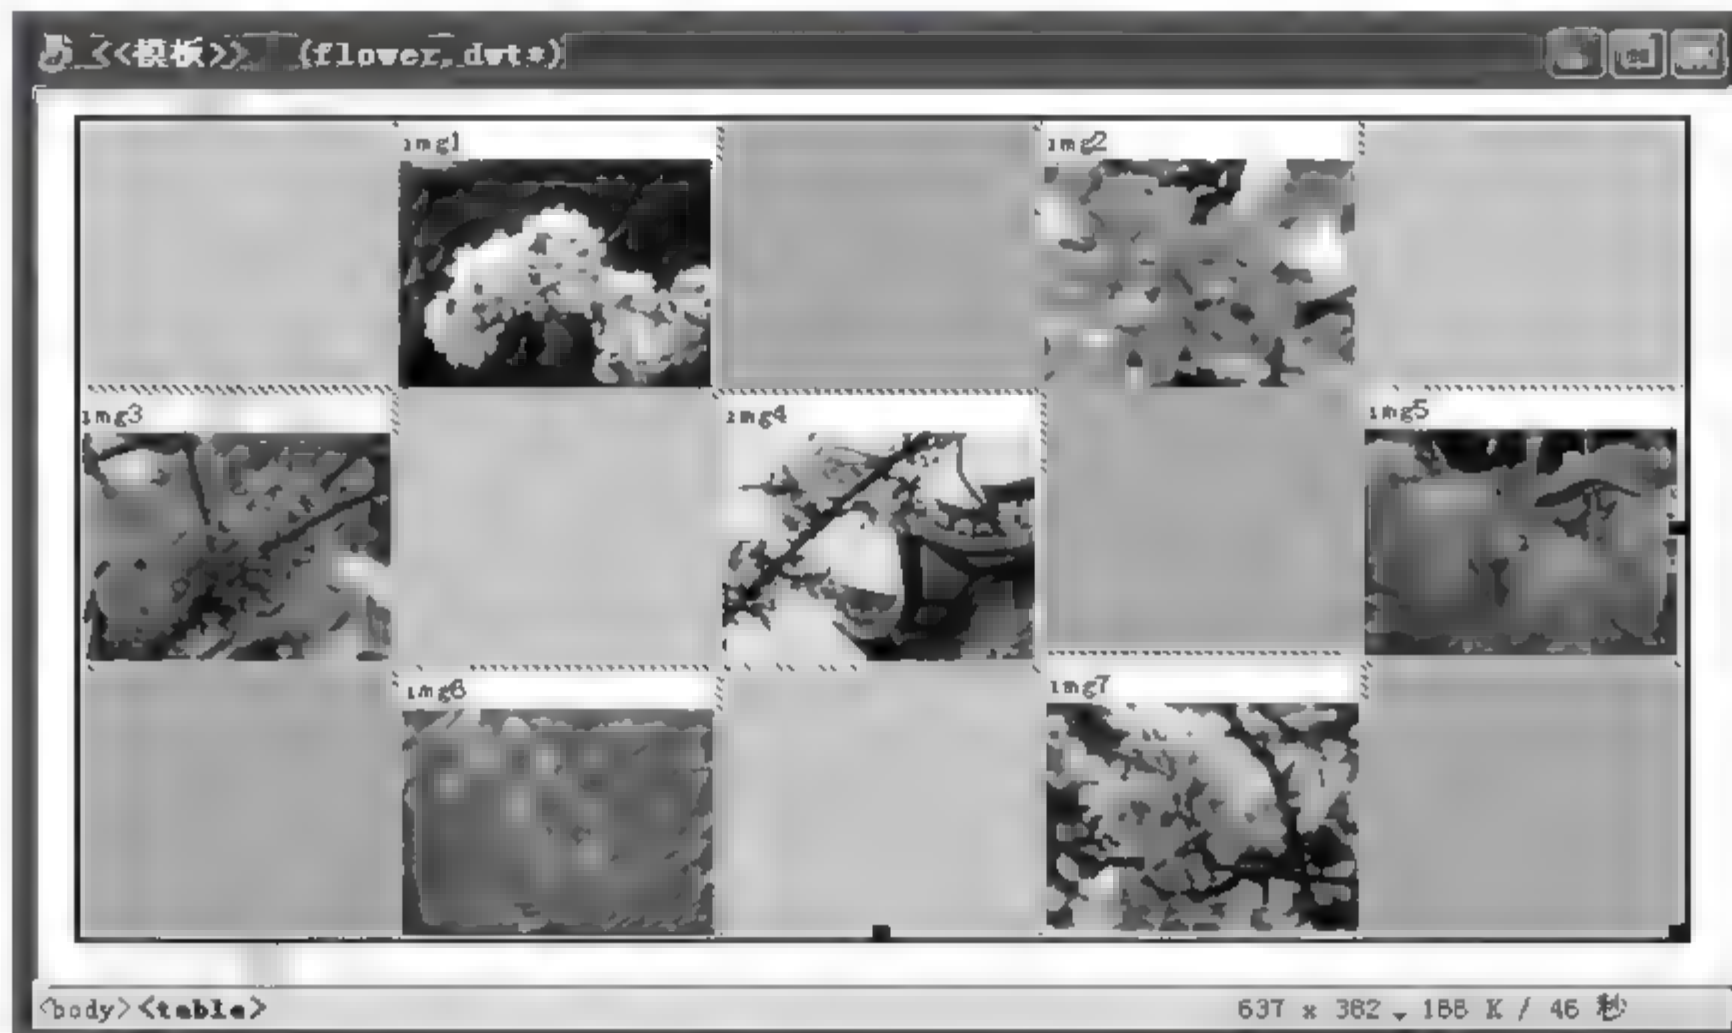 <<模板>> (flower.dwt*)
img1
img2
img3
img4
img5
img6
img7
<body><table>
637 x 382 188 K / 46 秒